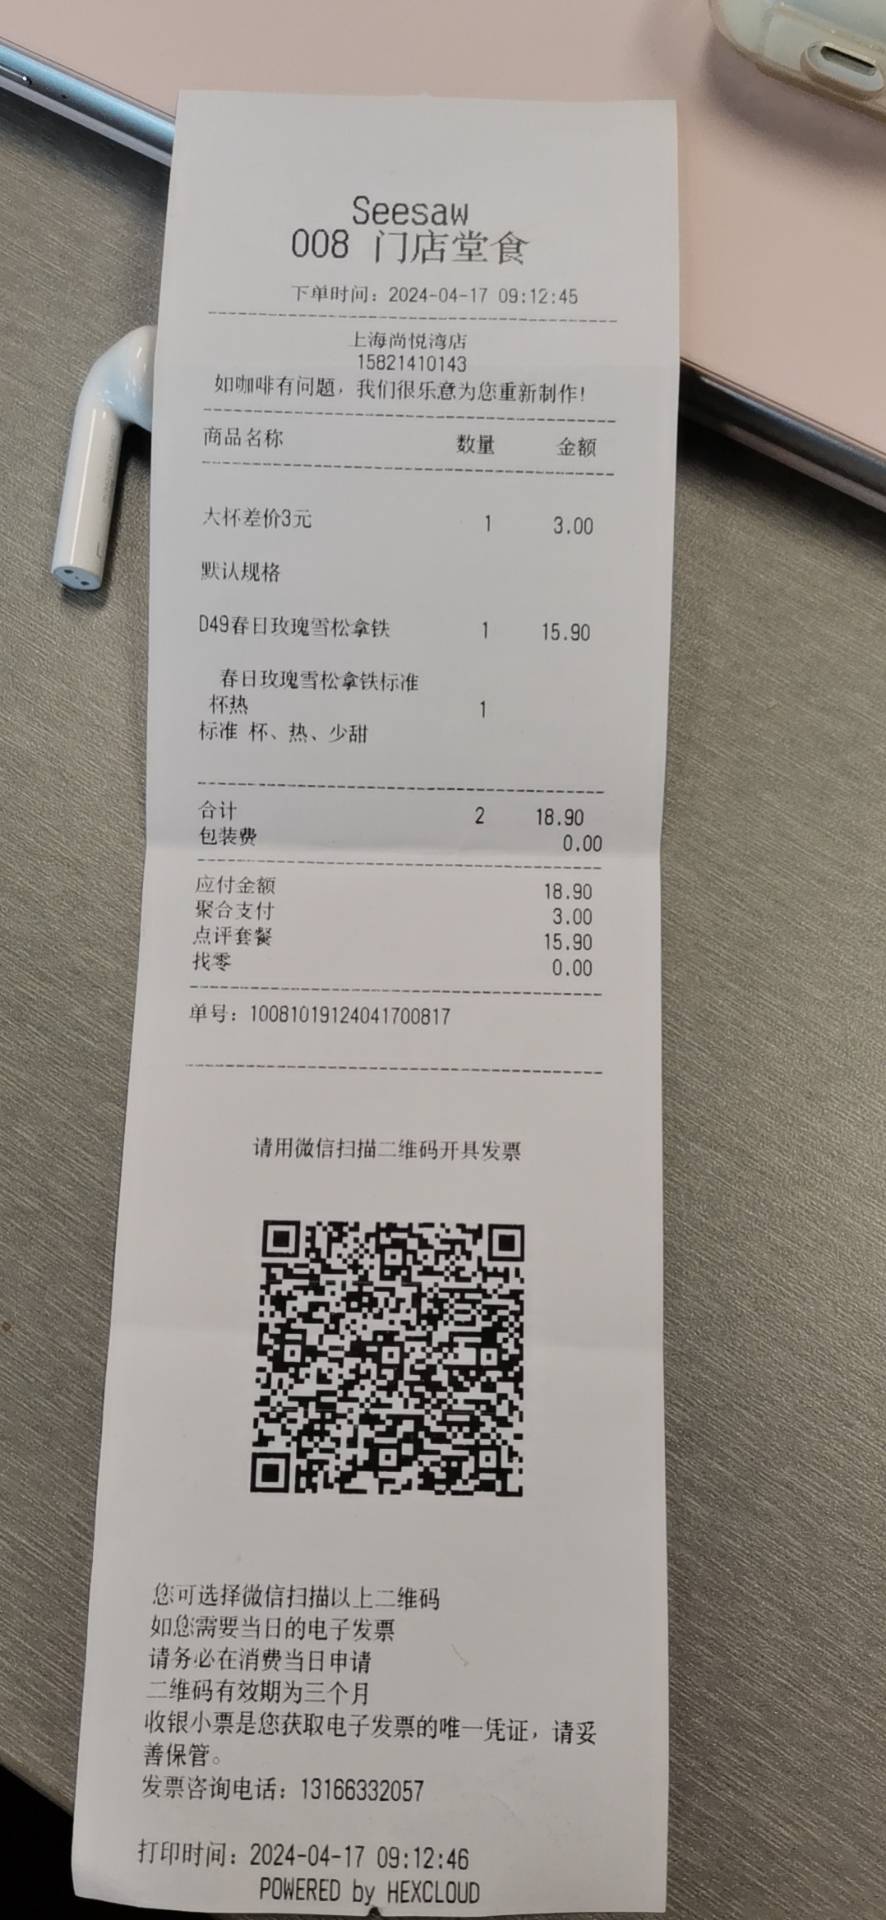 Seesaw
008 门店堂食
下单时间：2024-04-17 09:12:45
上海尚悦湾店
15821410143
如咖啡有问题，我们很乐意为您重新制作!
商品名称 数量 金额
大杯差价3元 1 3.00
默认规格
D49春日玫瑰雪松拿铁 1 15.90
春日玫瑰雪松拿铁标准
杯热 1
标准 杯、热、少甜
合计 2 18.90
包装费 0.00
应付金额 18.90
聚合支付 3.00
点评套餐 15.90
找零 0.00
单号：10081019124041700817
请用微信扫描二维码开具发票
您可选择微信扫描以上二维码
如您需要当日的电子发票
请务必在消费当日申请
二维码有效期为三个月
收银小票是您获取电子发票的唯一凭证，请妥
善保管。
发票咨询电话：13166332057
打印时间：2024-04-17 09:12:46
POWERED by HEXCLOUD